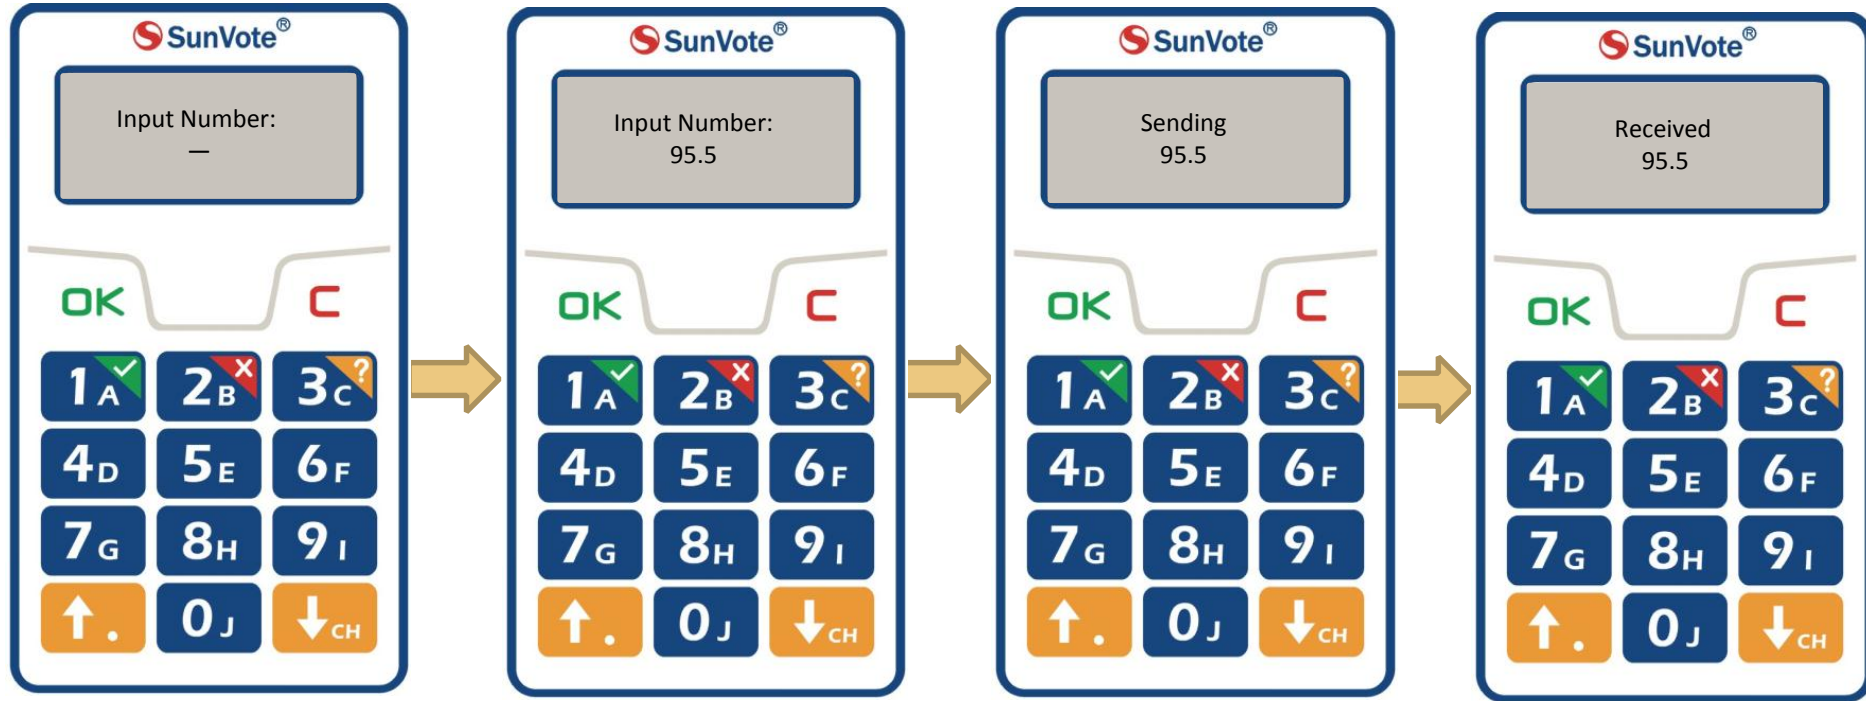 SunVote®
Input Number:
—
OK C
1A 2B 3C ?
4D 5E 6F
7G 8H 9I
. 0J CH
SunVote®
Input Number:
95.5
OK C
1A 2B 3C ?
4D 5E 6F
7G 8H 9I
. 0J CH
SunVote®
Sending
95.5
OK C
1A 2B 3C ?
4D 5E 6F
7G 8H 9I
. 0J CH
SunVote®
Received
95.5
OK C
1A 2B 3C ?
4D 5E 6F
7G 8H 9I
. 0J CH